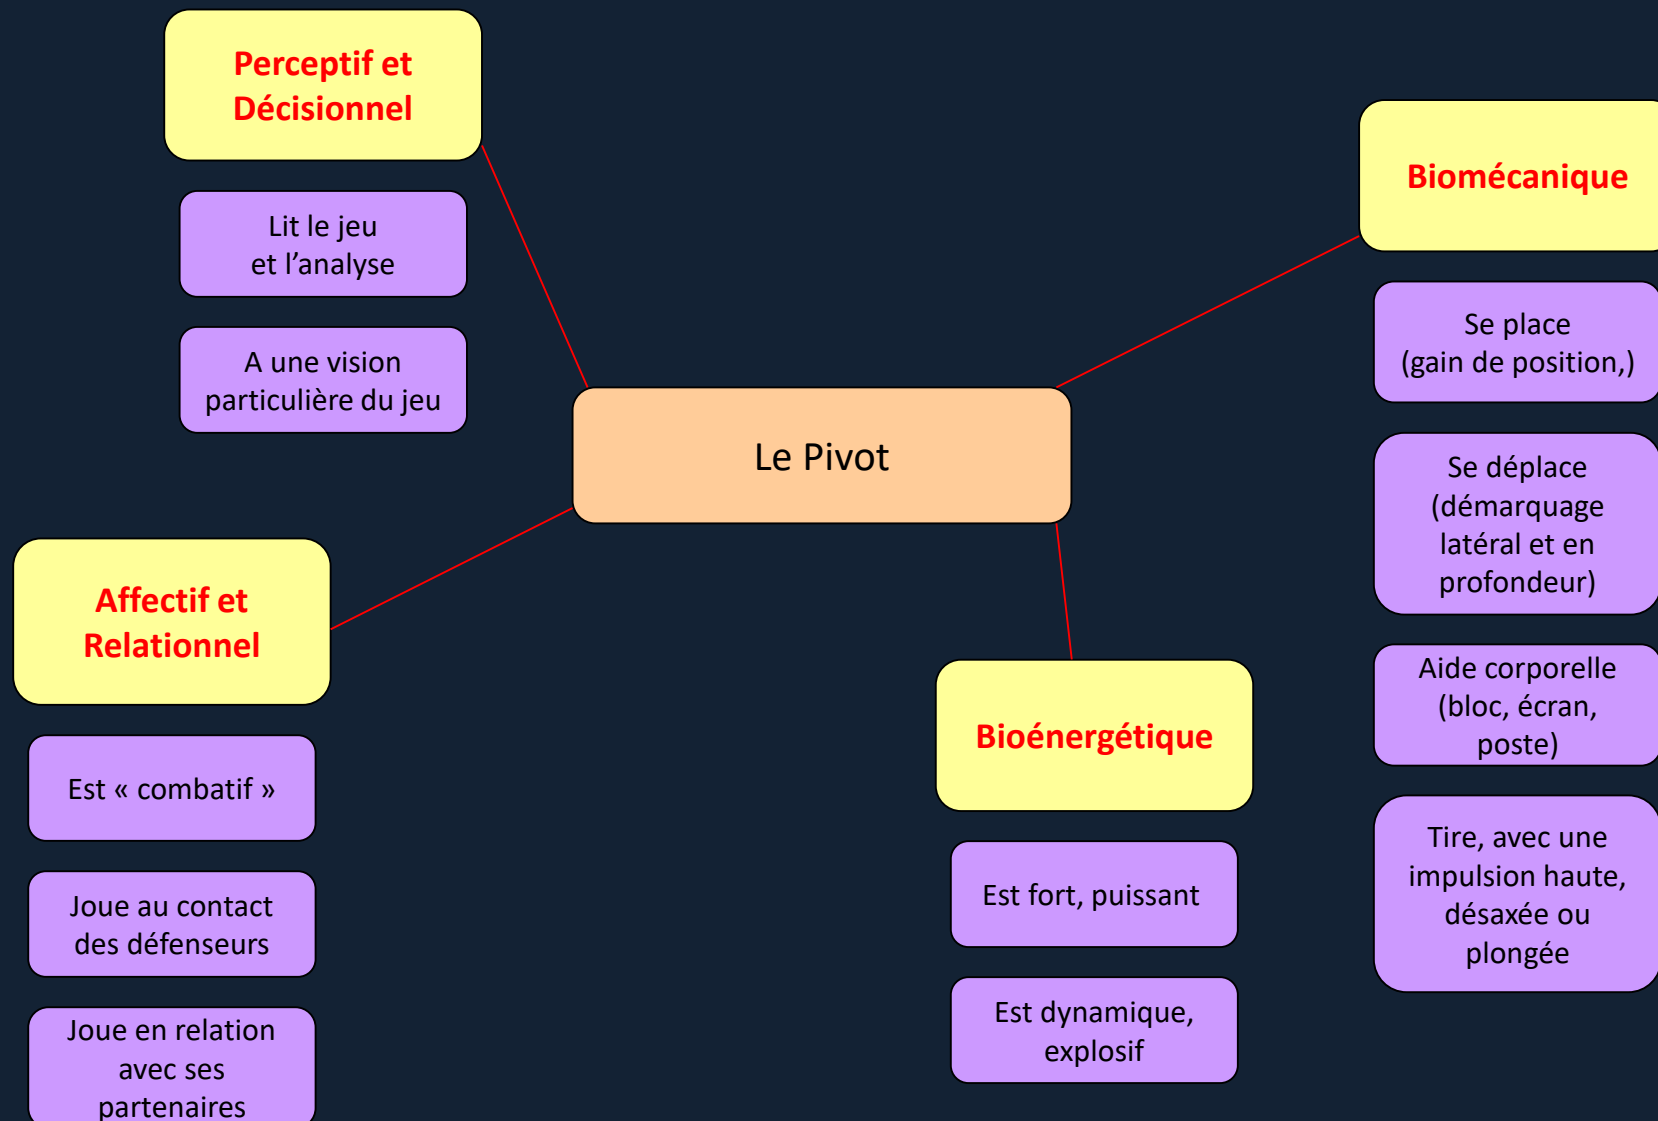 Perceptif et
Décisionnel
Lit le jeu
et l’analyse
A une vision
particulière du jeu
Le Pivot
Biomécanique
Se place
(gain de position,)
Se déplace
(démarquage
latéral et en
profondeur)
Aide corporelle
(bloc, écran,
poste)
Tire, avec une
impulsion haute,
désaxée ou
plongée
Affectif et
Relationnel
Est « combatif »
Joue au contact
des défenseurs
Joue en relation
avec ses
partenaires
Bioénergétique
Est fort, puissant
Est dynamique,
explosif